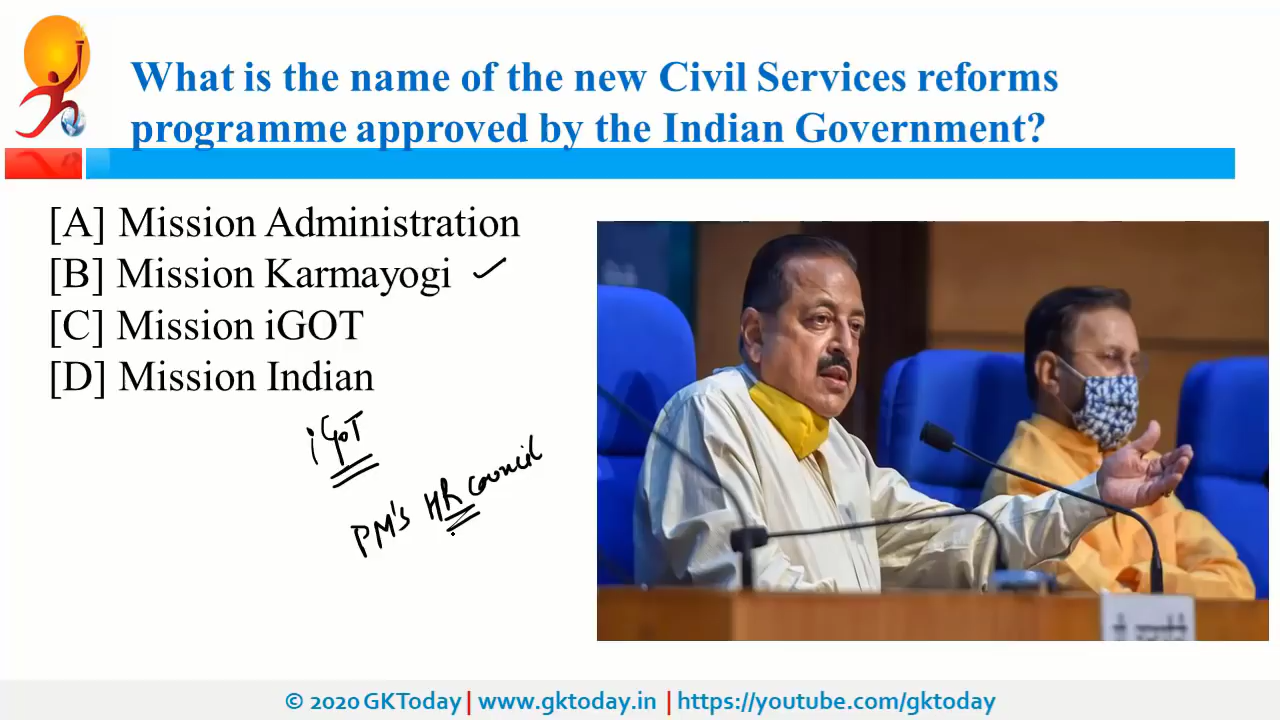 What is the name of the new Civil Services reforms
programme approved by the Indian Government?
[A] Mission Administration
[B] Mission Karmayogi
[C] Mission iGOT
[D] Mission Indian
iGoT
PM's HR council
© 2020 GKToday | www.gktoday.in | https://youtube.com/gktoday